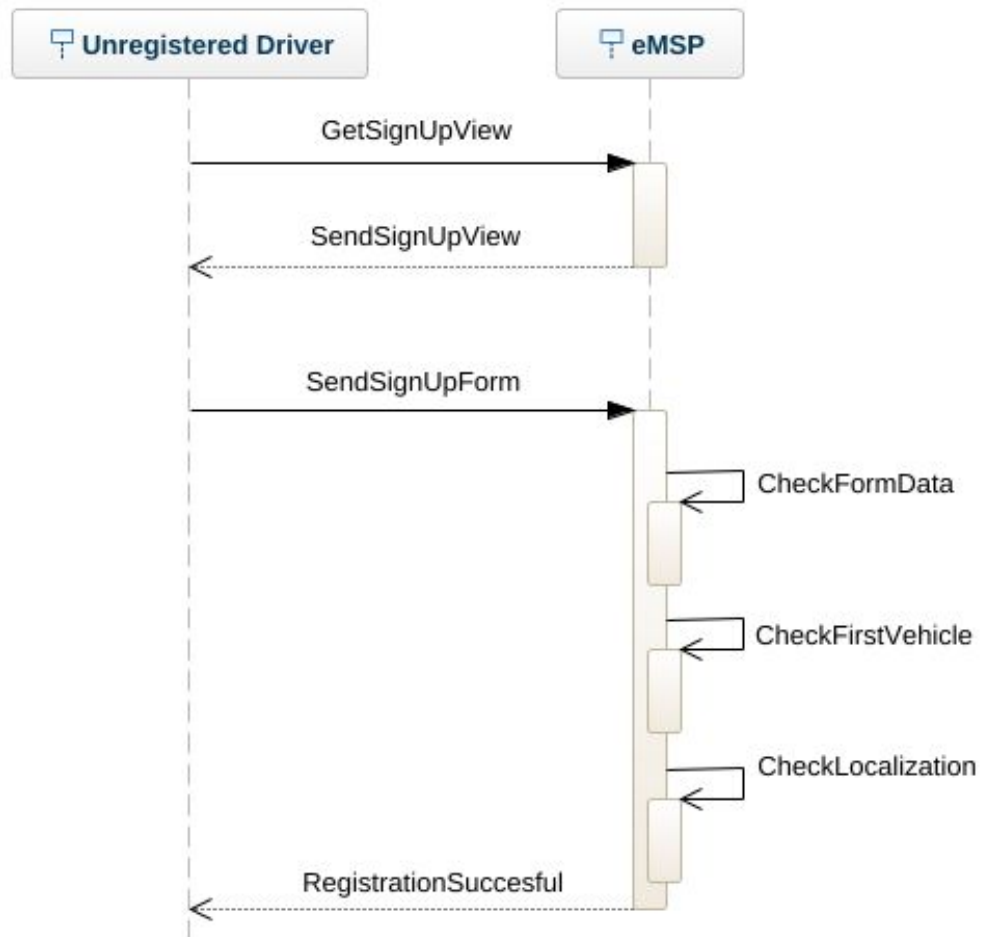 Unregistered Driver
eMSP
GetSignUpView
SendSignUpView
SendSignUpForm
CheckFormData
CheckFirstVehicle
CheckLocalization
RegistrationSuccesful